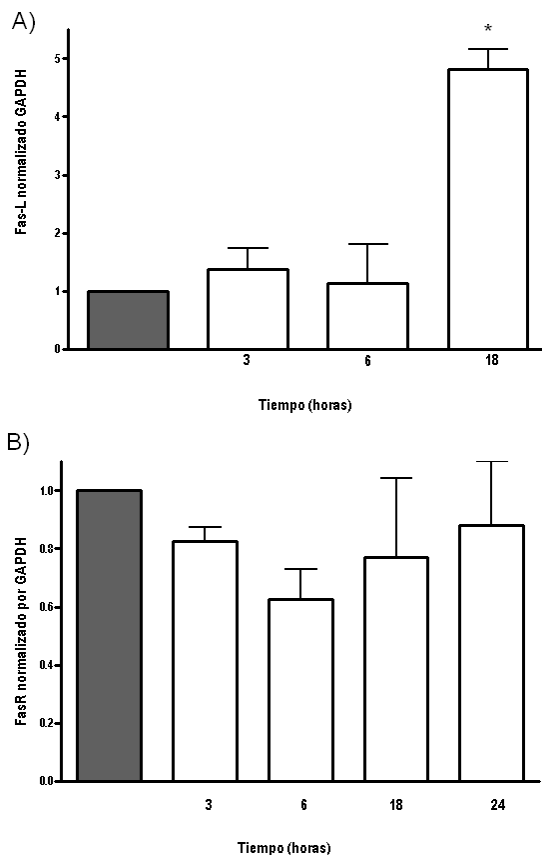 A)
Fas-L normalizado GAPDH
5
4
3
2
1
0
*
3 6 18
Tiempo (horas)
B)
FasR normalizado por GAPDH
1.0
0.8
0.6
0.4
0.2
0.0
3 6 18 24
Tiempo (horas)